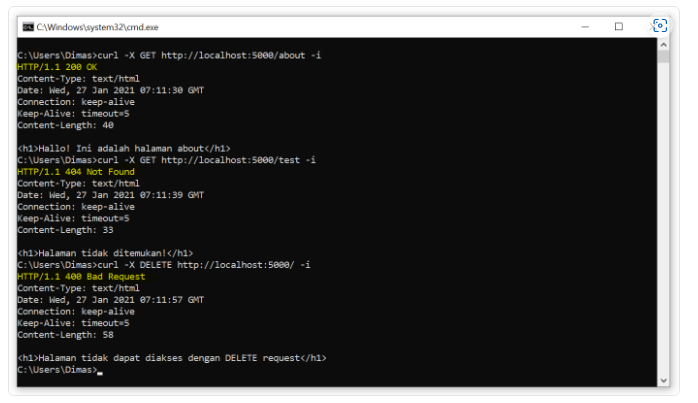 C:\Windows\system32\cmd.exe
C:\Users\Dimas>curl -X GET http://localhost:5000/about -i
HTTP/1.1 200 OK
Content-Type: text/html
Date: Wed, 27 Jan 2021 07:11:30 GMT
Connection: keep-alive
Keep-Alive: timeout=5
Content-Length: 40
<h1>Hallo! Ini adalah halaman about</h1>
C:\Users\Dimas>curl -X GET http://localhost:5000/test -i
HTTP/1.1 404 Not Found
Content-Type: text/html
Date: Wed, 27 Jan 2021 07:11:39 GMT
Connection: keep-alive
Keep-Alive: timeout=5
Content-Length: 33
<h1>Halaman tidak ditemukan!</h1>
C:\Users\Dimas>curl -X DELETE http://localhost:5000/ -i
HTTP/1.1 400 Bad Request
Content-Type: text/html
Date: Wed, 27 Jan 2021 07:11:57 GMT
Connection: keep-alive
Keep-Alive: timeout=5
Content-Length: 58
<h1>Halaman tidak dapat diakses dengan DELETE request</h1>
C:\Users\Dimas>